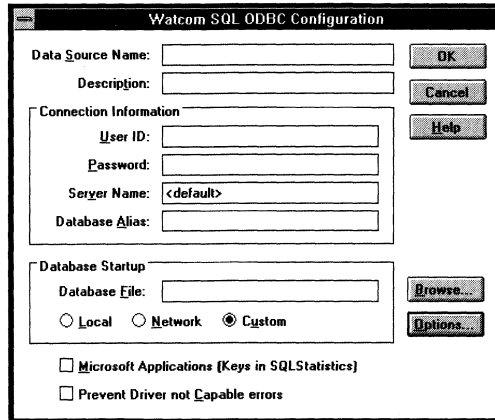 Watcom SQL ODBC Configuration
Data Source Name:
OK
Description:
Cancel
Connection Information
Help
User ID:
Password:
Server Name: <default>
Database Alias:
Database Startup
Database File:
Browse...
Local Network Custom
Options...
Microsoft Applications (Keys in SQLStatistics)
Prevent Driver not Capable errors